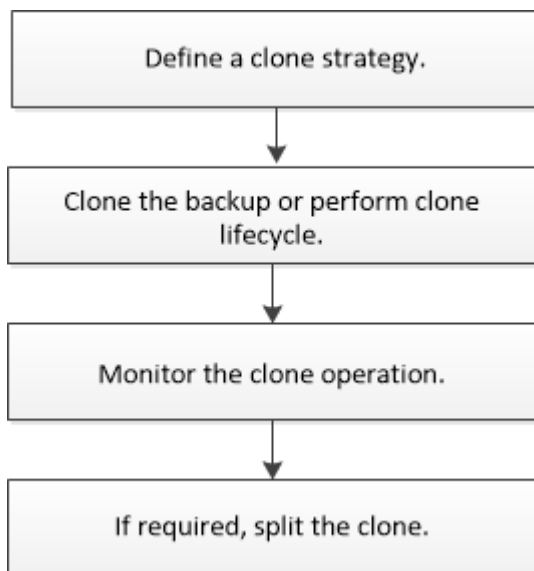 Define a clone strategy.
Clone the backup or perform clone
lifecycle.
Monitor the clone operation.
If required, split the clone.